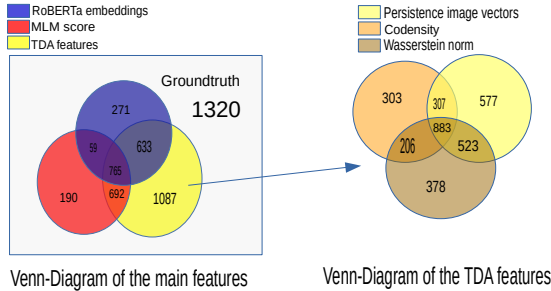 RoBERTa embeddings
MLM score
TDA features
Groundtruth
1320
271
59
633
765
190
692
1087
Venn-Diagram of the main features
Persistence image vectors
Codensity
Wasserstein norm
303
307
577
883
206
523
378
Venn-Diagram of the TDA features